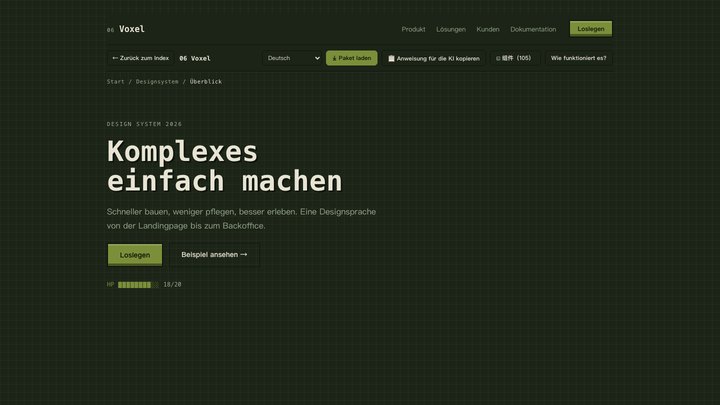 06 Voxel
Produkt Lösungen Kunden Dokumentation Loslegen
← Zurück zum Index 06 Voxel Deutsch ↓ Paket laden 📋 Anweisung für die KI kopieren 组件 (105) Wie funktioniert es?
Start / Designsystem / Überblick
DESIGN SYSTEM 2026
Komplexes
einfach machen
Schneller bauen, weniger pflegen, besser erleben. Eine Designsprache
von der Landingpage bis zum Backoffice.
Loslegen Beispiel ansehen →
HP ▓▓▓▓▓▓▓▓░░ 18/20